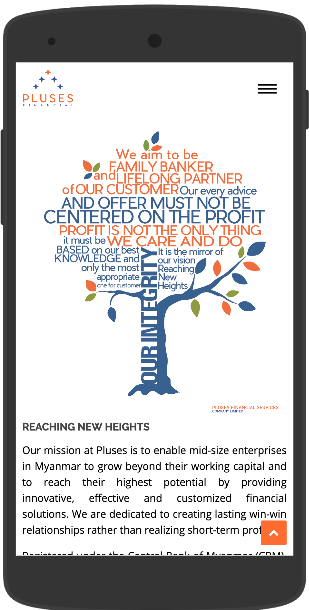 PLUSES
FINANCIAL
We aim to be
FAMILY BANKER
and LIFELONG PARTNER
of OUR CUSTOMER Our every advice
AND OFFER MUST NOT BE
CENTERED ON THE PROFIT
PROFIT IS NOT THE ONLY THING
it must be WE CARE AND DO
BASED on our best It is the mirror of
KNOWLEDGE and our vision
only the most Reaching
appropriate New
one for customer Heights
OUR INTEGRITY
PLUSES FINANCIAL SERVICES
COMPANY LIMITED
REACHING NEW HEIGHTS
Our mission at Pluses is to enable mid-size enterprises
in Myanmar to grow beyond their working capital and
to reach their highest potential by providing
innovative, effective and customized financial
solutions. We are dedicated to creating lasting win-win
relationships rather than realizing short-term
Registered under the Central Bank of Myanmar (CBM),